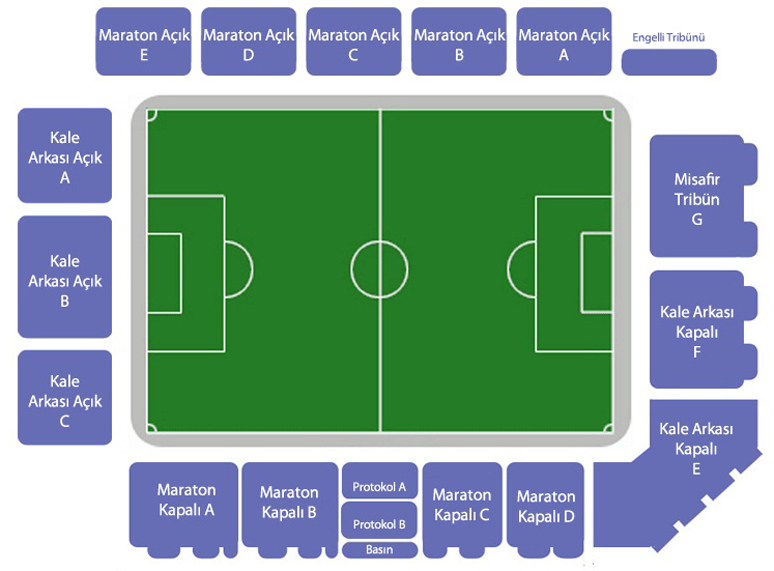 Maraton Açık
E
Maraton Açık
D
Maraton Açık
C
Maraton Açık
B
Maraton Açık
A
Engelli Tribünü
Kale
Arkası Açık
A
Kale
Arkası Açık
B
Kale
Arkası Açık
C
Misafir
Tribün
G
Kale Arkası
Kapalı
F
Kale Arkası
Kapalı
E
Maraton
Kapalı A
Maraton
Kapalı B
Protokol A
Protokol B
Basın
Maraton
Kapalı C
Maraton
Kapalı D